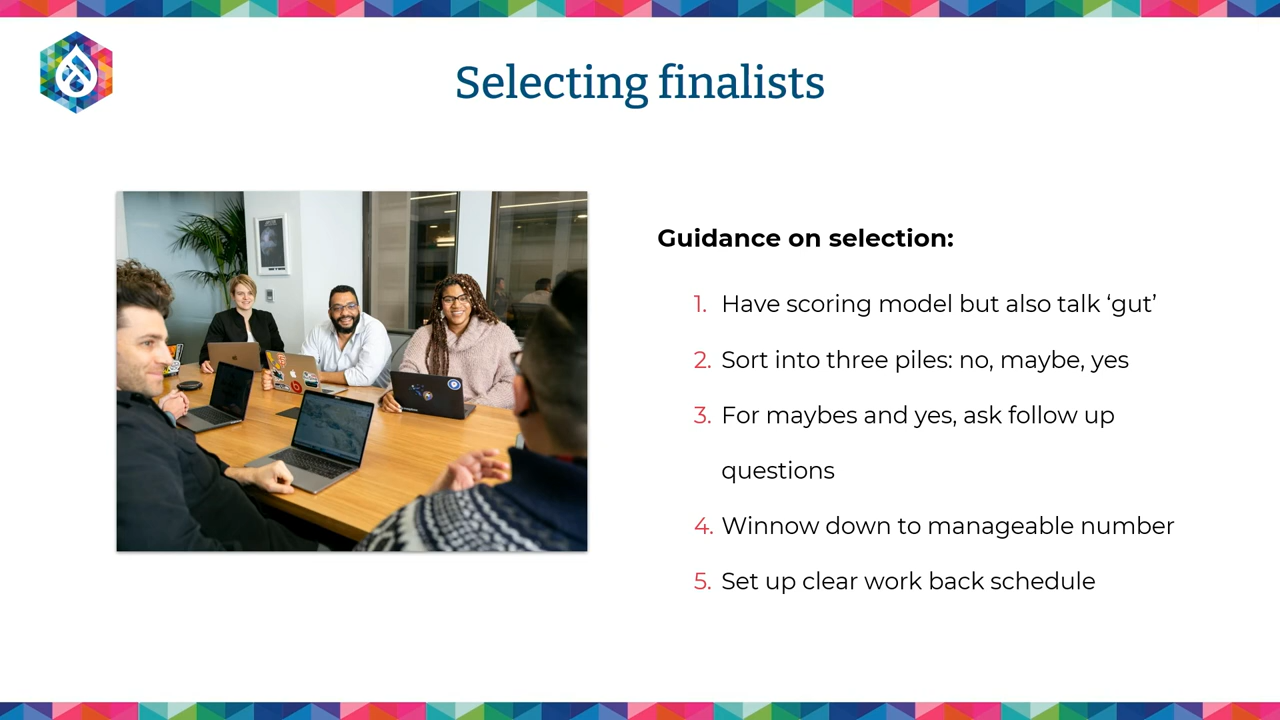 Selecting finalists
Guidance on selection:
1. Have scoring model but also talk ‘gut’
2. Sort into three piles: no, maybe, yes
3. For maybes and yes, ask follow up
questions
4. Winnow down to manageable number
5. Set up clear work back schedule